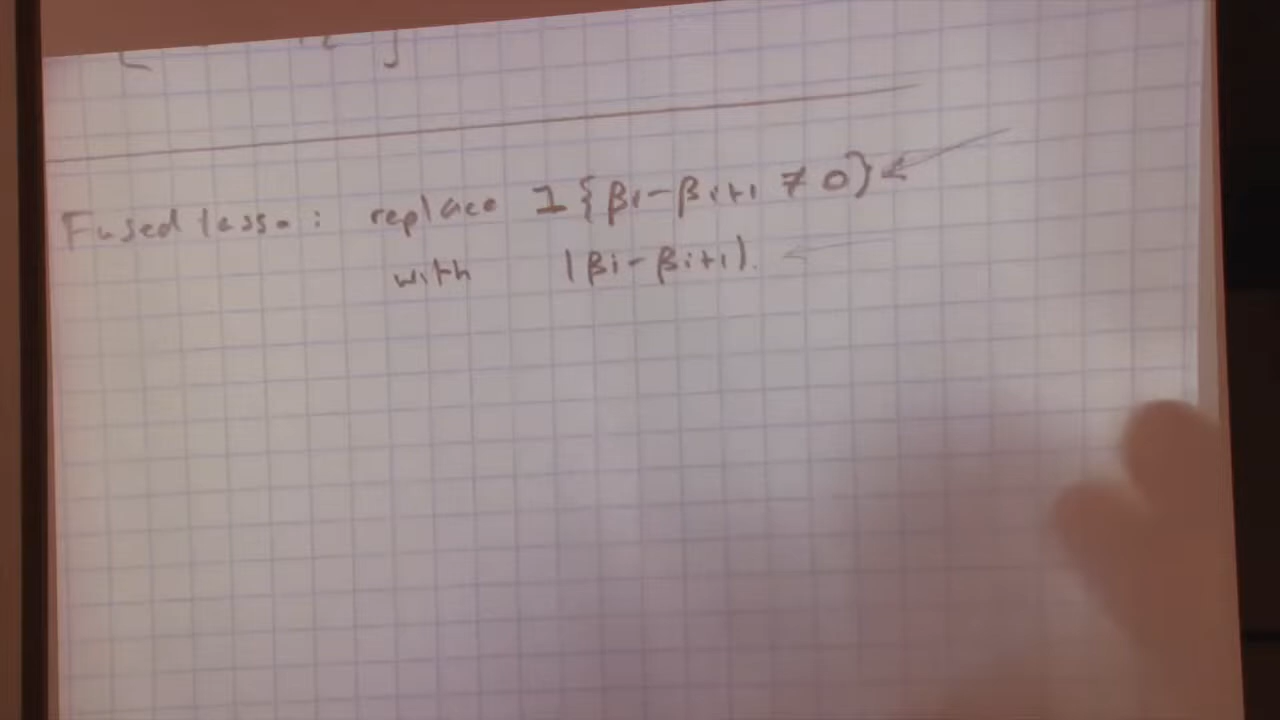 Fused lasso: replace 1{βi-βi+1 ≠ 0}
with |βi-βi+1|.